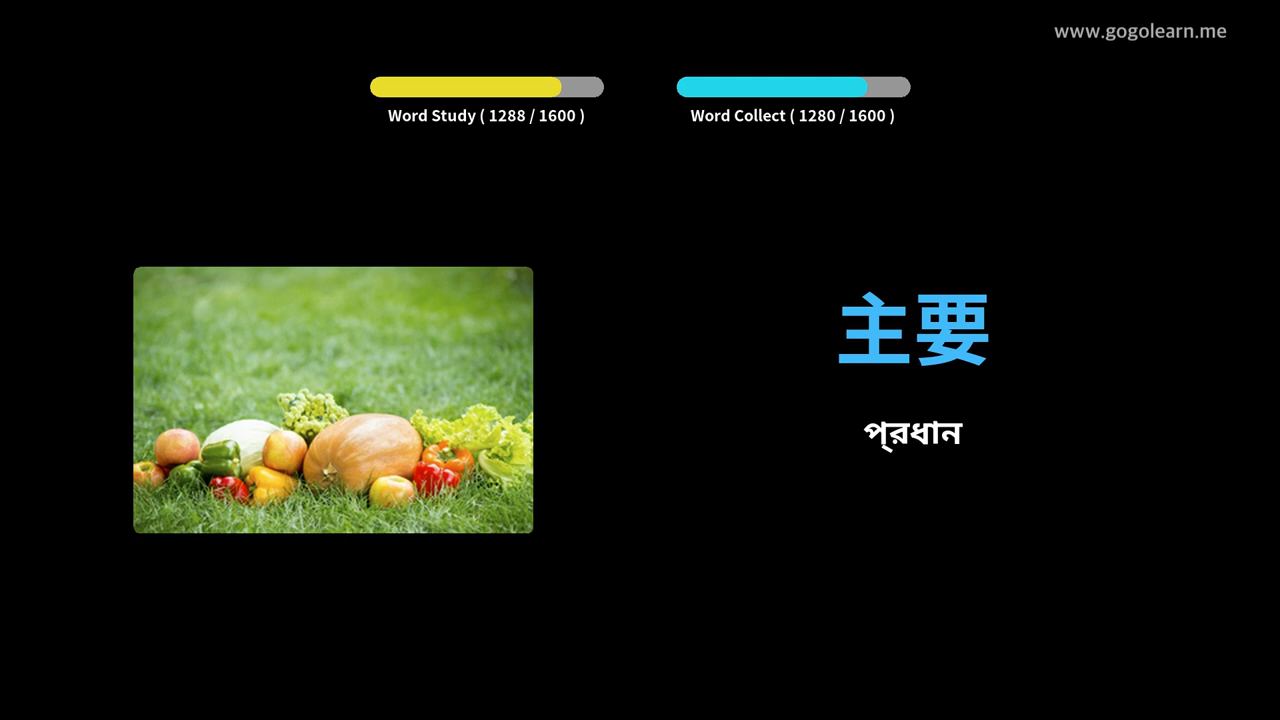 www.gogolearn.me
Word Study ( 1288 / 1600 )
Word Collect ( 1280 / 1600 )
主要
প্রধান